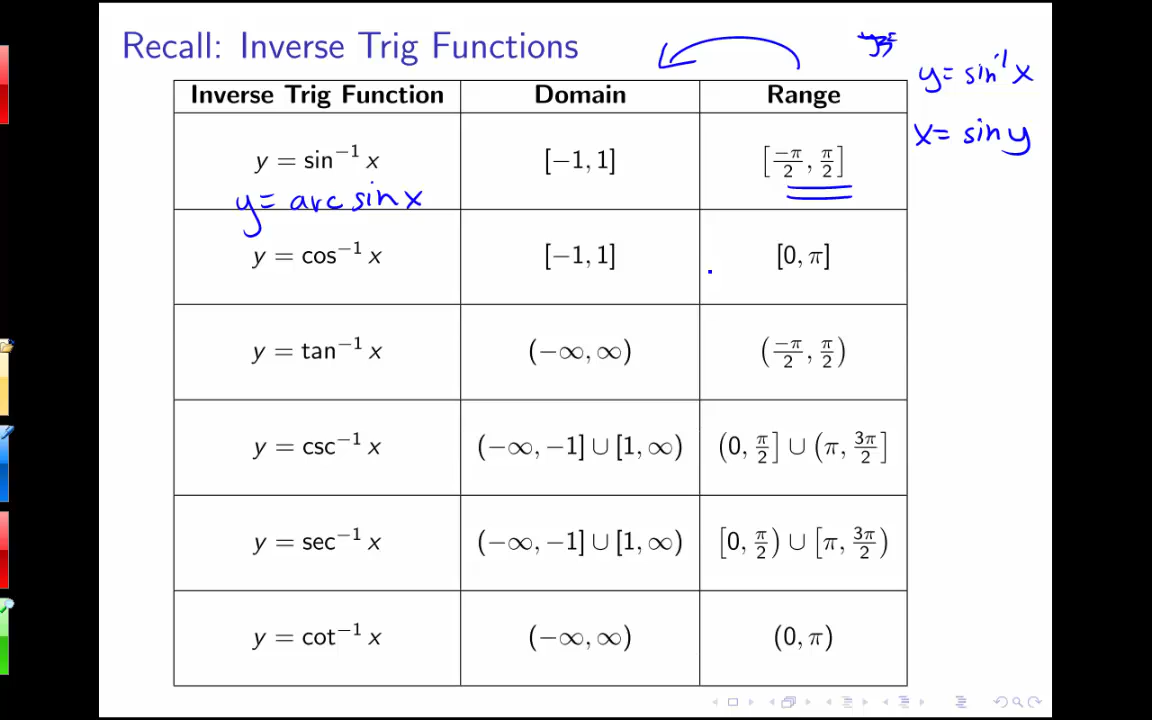 Recall: Inverse Trig Functions
y = sin⁻¹ x
x = sin y
Inverse Trig Function Domain Range
y = sin⁻¹ x [−1, 1] [−π/2, π/2]
y = arc sin x
y = cos⁻¹ x [−1, 1] [0, π]
y = tan⁻¹ x (−∞, ∞) (−π/2, π/2)
y = csc⁻¹ x (−∞, −1] ∪ [1, ∞) (0, π/2] ∪ (π, 3π/2]
y = sec⁻¹ x (−∞, −1] ∪ [1, ∞) [0, π/2) ∪ [π, 3π/2)
y = cot⁻¹ x (−∞, ∞) (0, π)